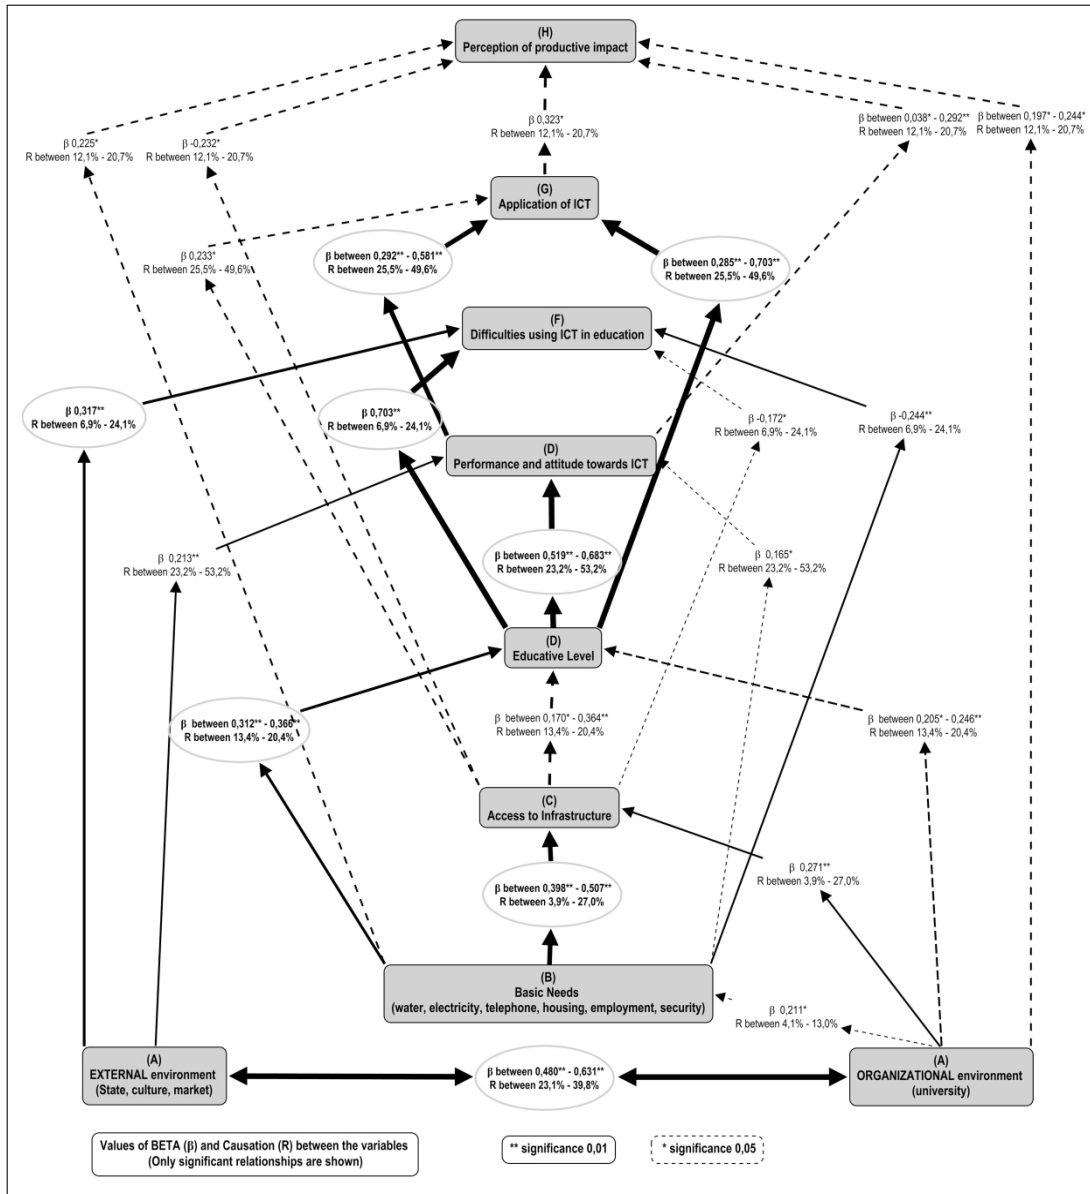 (H)
Perception of productive impact
β 0,323*
R between 12,1% - 20,7%
β between 0,038* - 0,292**
R between 12,1% - 20,7%
β between 0,197* - 0,244*
R between 12,1% - 20,7%
β 0,225*
R between 12,1% - 20,7%
β -0,232*
R between 12,1% - 20,7%
(G)
Application of ICT
β 0,233*
R between 25,5% - 49,6%
β between 0,292** - 0,581**
R between 25,5% - 49,6%
β between 0,285** - 0,703**
R between 25,5% - 49,6%
(F)
Difficulties using ICT in education
β 0,317**
R between 6,9% - 24,1%
β 0,703**
R between 6,9% - 24,1%
β -0,172*
R between 6,9% - 24,1%
β -0,244**
R between 6,9% - 24,1%
(D)
Performance and attitude towards ICT
β 0,213**
R between 23,2% - 53,2%
β between 0,519** - 0,683**
R between 23,2% - 53,2%
β 0,165*
R between 23,2% - 53,2%
(D)
Educative Level
β between 0,312** - 0,366**
R between 13,4% - 20,4%
β between 0,170* - 0,364**
R between 13,4% - 20,4%
β between 0,205* - 0,246**
R between 13,4% - 20,4%
(C)
Access to Infrastructure
β 0,271**
R between 3,9% - 27,0%
β between 0,398** - 0,507**
R between 3,9% - 27,0%
(B)
Basic Needs
(water, electricity, telephone, housing, employment, security)
β 0,211*
R between 4,1% - 13,0%
(A)
EXTERNAL environment
(State, culture, market)
β between 0,480** - 0,631**
R between 23,1% - 39,8%
(A)
ORGANIZATIONAL environment
(university)
Values of BETA (β) and Causation (R) between the variables
(Only significant relationships are shown)
** significance 0,01
* significance 0,05